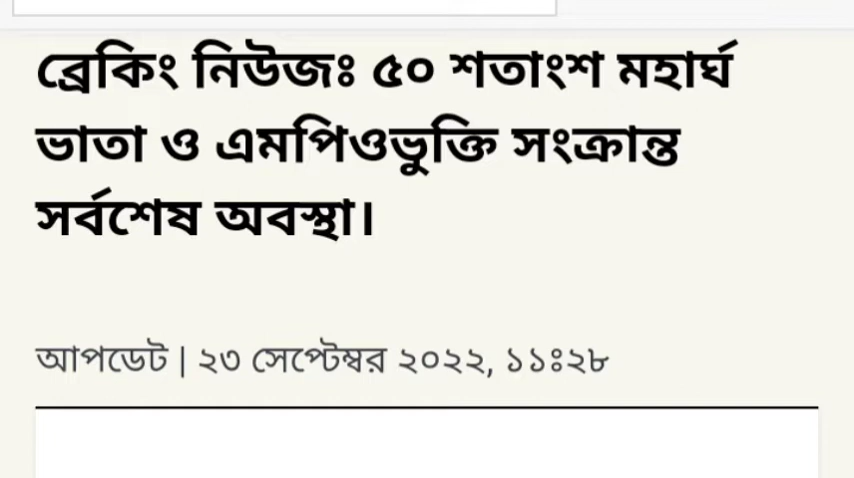 ব্রেকিং নিউজঃ ৫০ শতাংশ মহার্ঘ
ভাতা ও এমপিওভুক্তি সংক্রান্ত
সর্বশেষ অবস্থা।
আপডেট | ২৩ সেপ্টেম্বর ২০২২, ১১ঃ২৮